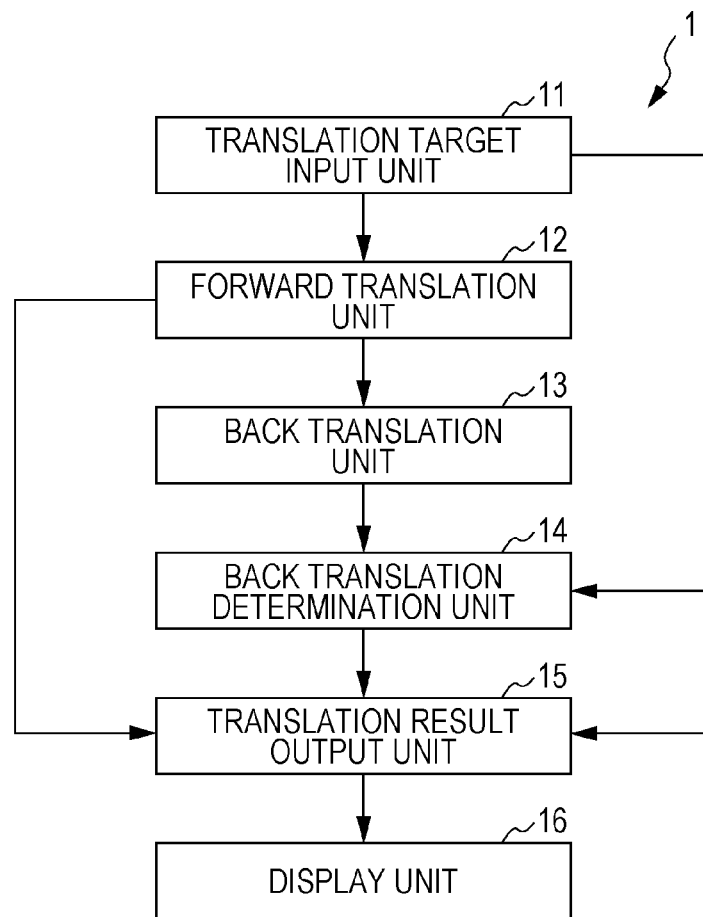 1
11
TRANSLATION TARGET
INPUT UNIT
12
FORWARD TRANSLATION
UNIT
13
BACK TRANSLATION
UNIT
14
BACK TRANSLATION
DETERMINATION UNIT
15
TRANSLATION RESULT
OUTPUT UNIT
16
DISPLAY UNIT